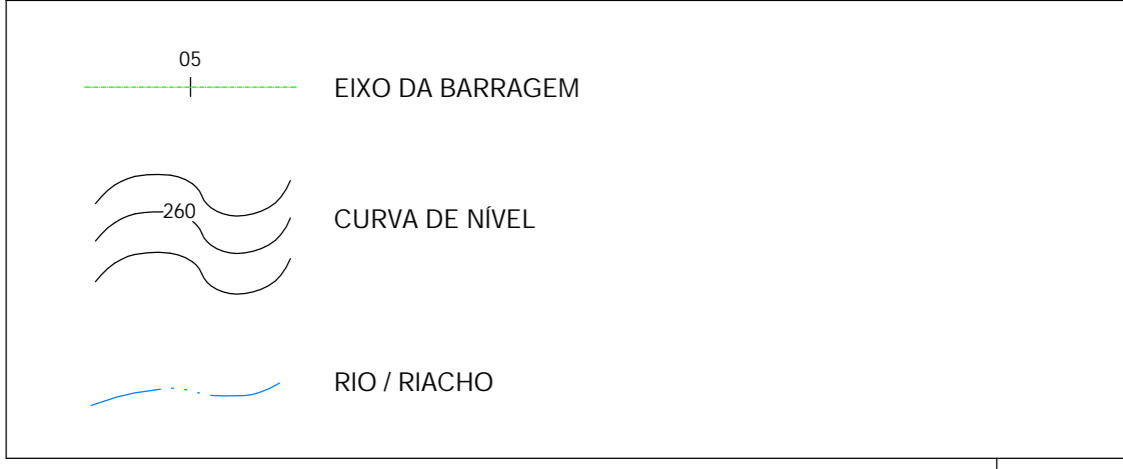 05
EIXO DA BARRAGEM
260
CURVA DE NÍVEL
RIO / RIACHO